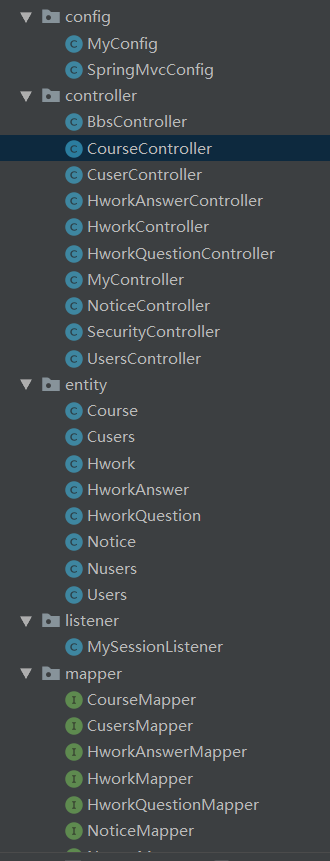 config
C MyConfig
C SpringMvcConfig
controller
C BbsController
C CourseController
C CuserController
C HworkAnswerController
C HworkController
C HworkQuestionController
C MyController
C NoticeController
C SecurityController
C UsersController
entity
C Course
C Cusers
C Hwork
C HworkAnswer
C HworkQuestion
C Notice
C Nusers
C Users
listener
C MySessionListener
mapper
I CourseMapper
I CusersMapper
I HworkAnswerMapper
I HworkMapper
I HworkQuestionMapper
I NoticeMapper